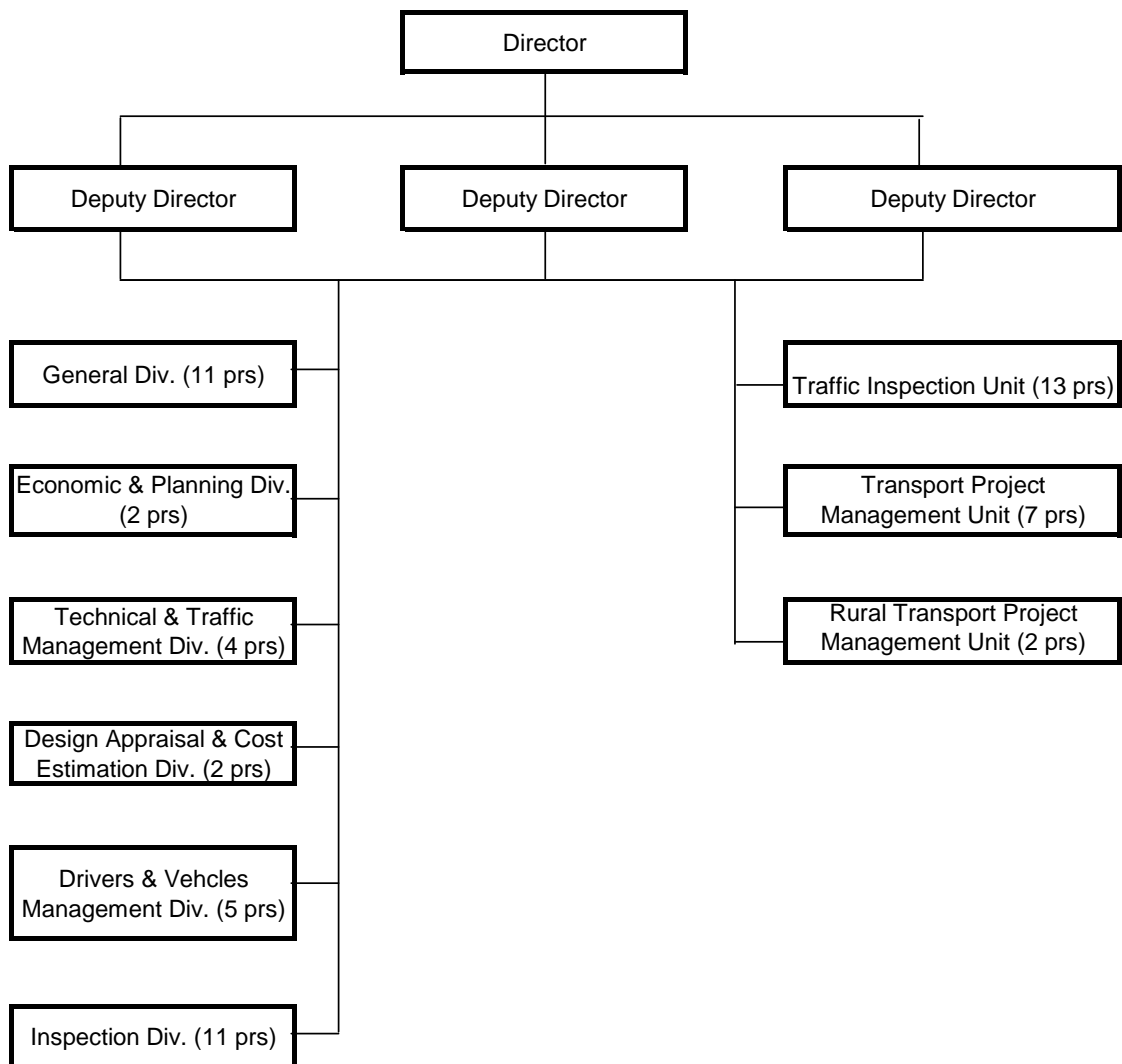 Director
Deputy Director
Deputy Director
Deputy Director
General Div. (11 prs)
Economic & Planning Div.
(2 prs)
Technical & Traffic
Management Div. (4 prs)
Design Appraisal & Cost
Estimation Div. (2 prs)
Drivers & Vehcles
Management Div. (5 prs)
Inspection Div. (11 prs)
Traffic Inspection Unit (13 prs)
Transport Project
Management Unit (7 prs)
Rural Transport Project
Management Unit (2 prs)